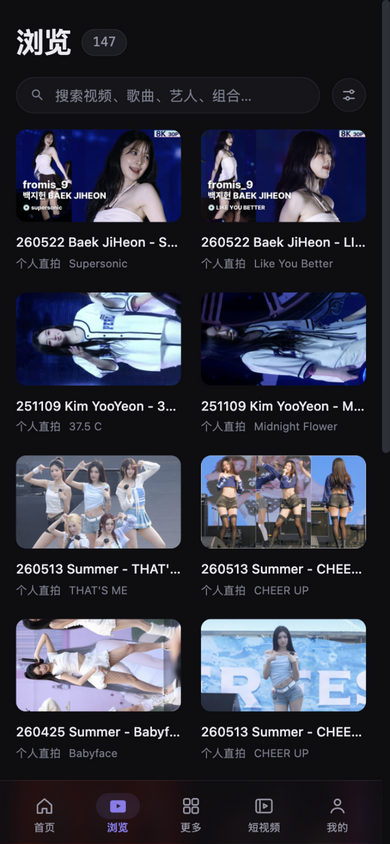 浏览 147
搜索视频、歌曲、艺人、组合...
8K 30P
fromis_9
백지헌 BAEK JIHEON
supersonic
8K 30P
fromis_9
백지헌 BAEK JIHEON
LIKE YOU BETTER
260522 Baek JiHeon - S...
个人直拍 Supersonic
260522 Baek JiHeon - LI...
个人直拍 Like You Better
251109 Kim YooYeon - 3...
个人直拍 37.5 C
251109 Kim YooYeon - M...
个人直拍 Midnight Flower
260513 Summer - THAT'...
个人直拍 THAT'S ME
260513 Summer - CHEE...
个人直拍 CHEER UP
260425 Summer - Babyf...
个人直拍 Babyface
260513 Summer - CHEE...
个人直拍 CHEER UP
首页
浏览
更多
短视频
我的